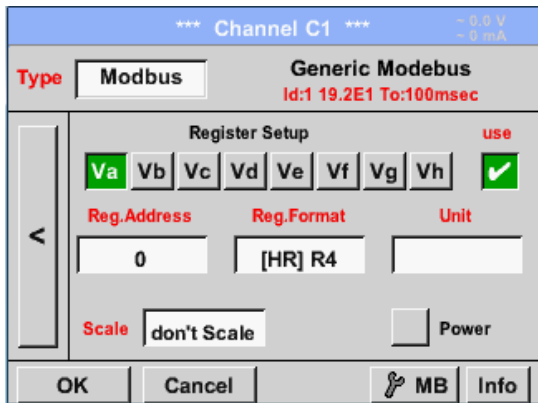 *** Channel C1 ***
~ 0.0 V
~ 0 mA
Type Modbus Generic Modebus
Id:1 19.2E1 To:100msec
Register Setup use
Va Vb Vc Vd Ve Vf Vg Vh
Reg.Address Reg.Format Unit
< 0 [HR] R4
Scale don't Scale Power
OK Cancel MB Info